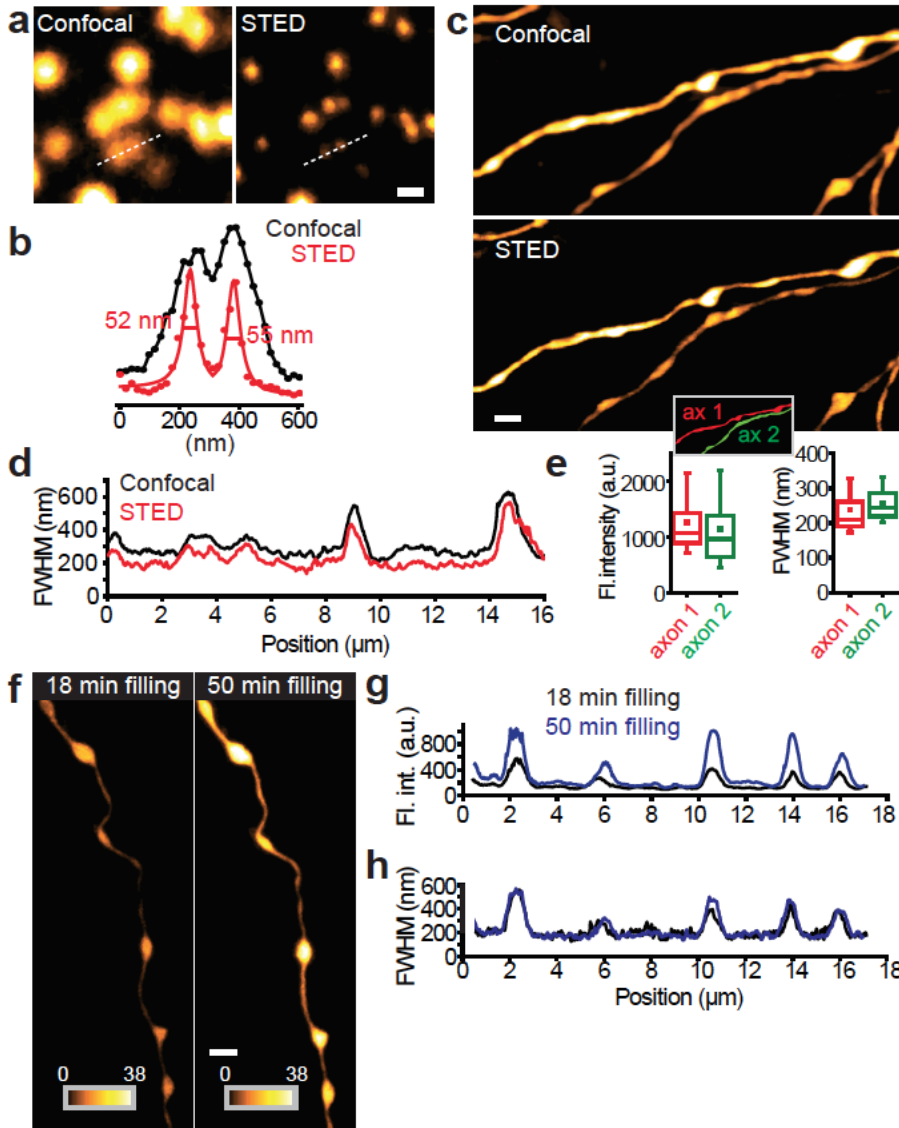 a
Confocal
STED
b
Confocal
STED
52 nm
55 nm
0 200 400 600
(nm)
c
Confocal
STED
ax 1
ax 2
d
Confocal
STED
FWHM (nm)
600
400
200
0
0 2 4 6 8 10 12 14 16
Position (µm)
e
Fl.intensity (a.u.)
2000
1000
0
axon 1
axon 2
FWHM (nm)
400
300
200
100
0
axon 1
axon 2
f
18 min filling
50 min filling
0 38
0 38
g
18 min filling
50 min filling
Fl. int. (a.u.)
800
400
0
0 2 4 6 8 10 12 14 16 18
h
FWHM (nm)
600
400
200
0
0 2 4 6 8 10 12 14 16 18
Position (µm)